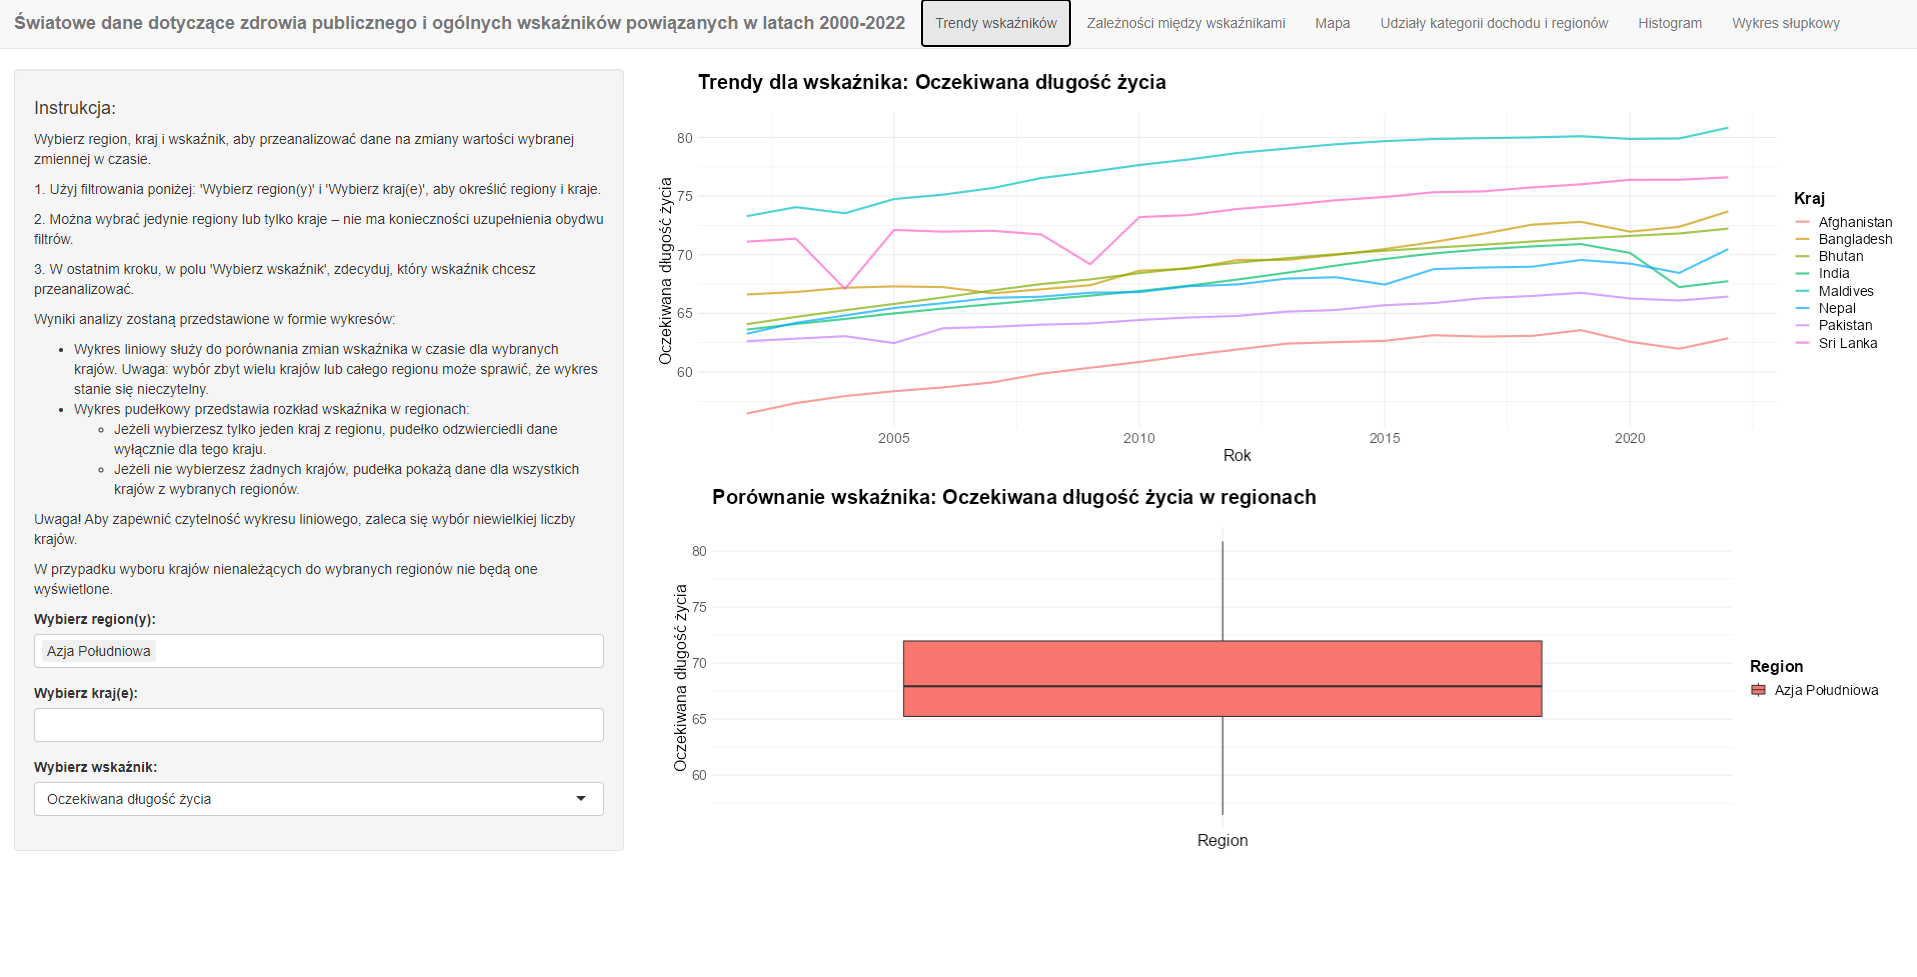 Światowe dane dotyczące zdrowia publicznego i ogólnych wskaźników powiązanych w latach 2000-2022
Trendy wskaźników
Zależności między wskaźnikami
Mapa
Udziały kategorii dochodu i regionów
Histogram
Wykres słupkowy
Instrukcja:
Wybierz region, kraj i wskaźnik, aby przeanalizować dane na zmiany wartości wybranej
zmiennej w czasie.
1. Użyj filtrowania poniżej: 'Wybierz region(y)' i 'Wybierz kraj(e)', aby określić regiony i kraje.
2. Można wybrać jedynie regiony lub tylko kraje – nie ma konieczności uzupełnienia obydwu
filtrów.
3. W ostatnim kroku, w polu 'Wybierz wskaźnik', zdecyduj, który wskaźnik chcesz
przeanalizować.
Wyniki analizy zostaną przedstawione w formie wykresów:
Wykres liniowy służy do porównania zmian wskaźnika w czasie dla wybranych
krajów. Uwaga: wybór zbyt wielu krajów lub całego regionu może sprawić, że wykres
stanie się nieczytelny.
Wykres pudełkowy przedstawia rozkład wskaźnika w regionach:
Jeżeli wybierzesz tylko jeden kraj z regionu, pudełko odzwierciedli dane
wyłącznie dla tego kraju.
Jeżeli nie wybierzesz żadnych krajów, pudełka pokażą dane dla wszystkich
krajów z wybranych regionów.
Uwaga! Aby zapewnić czytelność wykresu liniowego, zaleca się wybór niewielkiej liczby
krajów.
W przypadku wyboru krajów nienależących do wybranych regionów nie będą one
wyświetlone.
Wybierz region(y):
Azja Południowa
Wybierz kraj(e):
Wybierz wskaźnik:
Oczekiwana długość życia
Trendy dla wskaźnika: Oczekiwana długość życia
Oczekiwana długość życia
80
75
70
65
60
2005
2010
2015
2020
Rok
Kraj
Afghanistan
Bangladesh
Bhutan
India
Maldives
Nepal
Pakistan
Sri Lanka
Porównanie wskaźnika: Oczekiwana długość życia w regionach
Oczekiwana długość życia
80
75
70
65
60
Region
Region
Azja Południowa